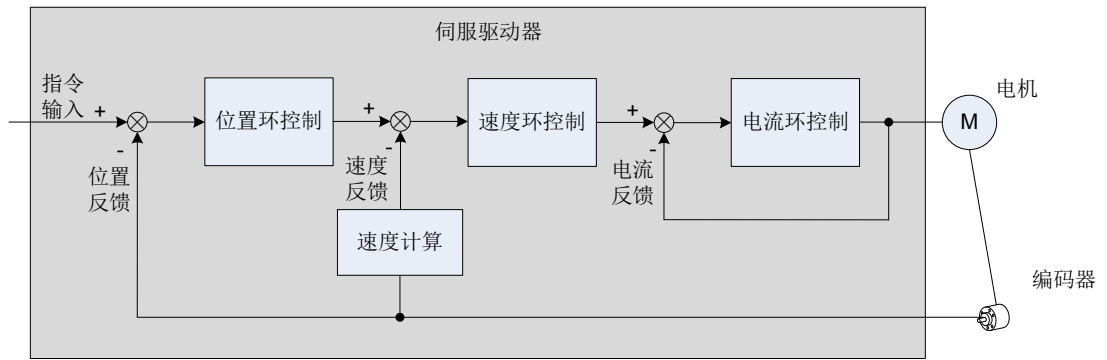 伺服驱动器
指令
输入
+
-
位置
反馈
位置环控制
+
-
速度
反馈
速度计算
速度环控制
+
-
电流
反馈
电流环控制
电机
M
编码器